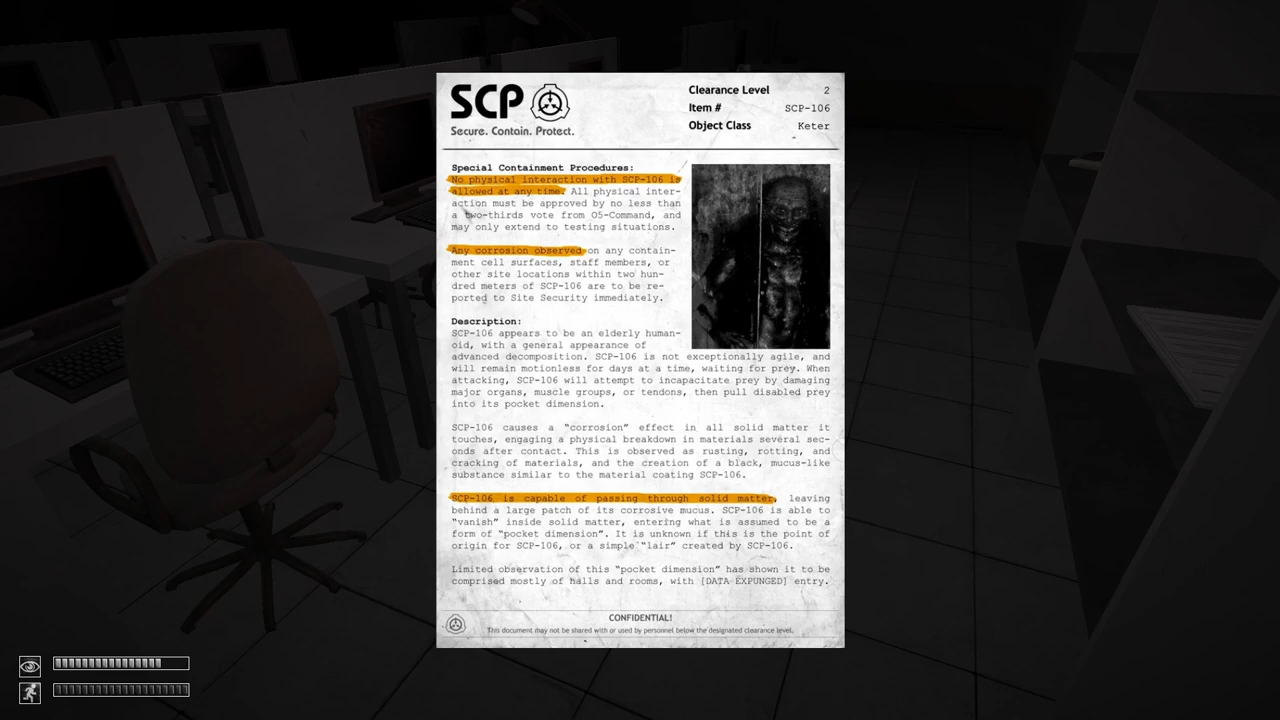 SCP
Secure. Contain. Protect.
Clearance Level 2
Item # SCP-106
Object Class Keter
Special Containment Procedures:
No physical interaction with SCP-106 is
allowed at any time. All physical inter-
action must be approved by no less than
a two-thirds vote from O5-Command, and
may only extend to testing situations.
Any corrosion observed on any contain-
ment cell surfaces, staff members, or
other site locations within two hun-
dred meters of SCP-106 are to be re-
ported to Site Security immediately.
Description:
SCP-106 appears to be an elderly human-
oid, with a general appearance of
advanced decomposition. SCP-106 is not exceptionally agile, and
will remain motionless for days at a time, waiting for prey. When
attacking, SCP-106 will attempt to incapacitate prey by damaging
major organs, muscle groups, or tendons, then pull disabled prey
into its pocket dimension.
SCP-106 causes a “corrosion” effect in all solid matter it
touches, engaging a physical breakdown in materials several sec-
onds after contact. This is observed as rusting, rotting, and
cracking of materials, and the creation of a black, mucus-like
substance similar to the material coating SCP-106.
SCP-106 is capable of passing through solid matter, leaving
behind a large patch of its corrosive mucus. SCP-106 is able to
“vanish” inside solid matter, entering what is assumed to be a
form of “pocket dimension”. It is unknown if this is the point of
origin for SCP-106, or a simple “lair” created by SCP-106.
Limited observation of this “pocket dimension” has shown it to be
comprised mostly of halls and rooms, with [DATA EXPUNGED] entry.
CONFIDENTIAL!
This document may not be shared with or used by personnel below the designated clearance level.